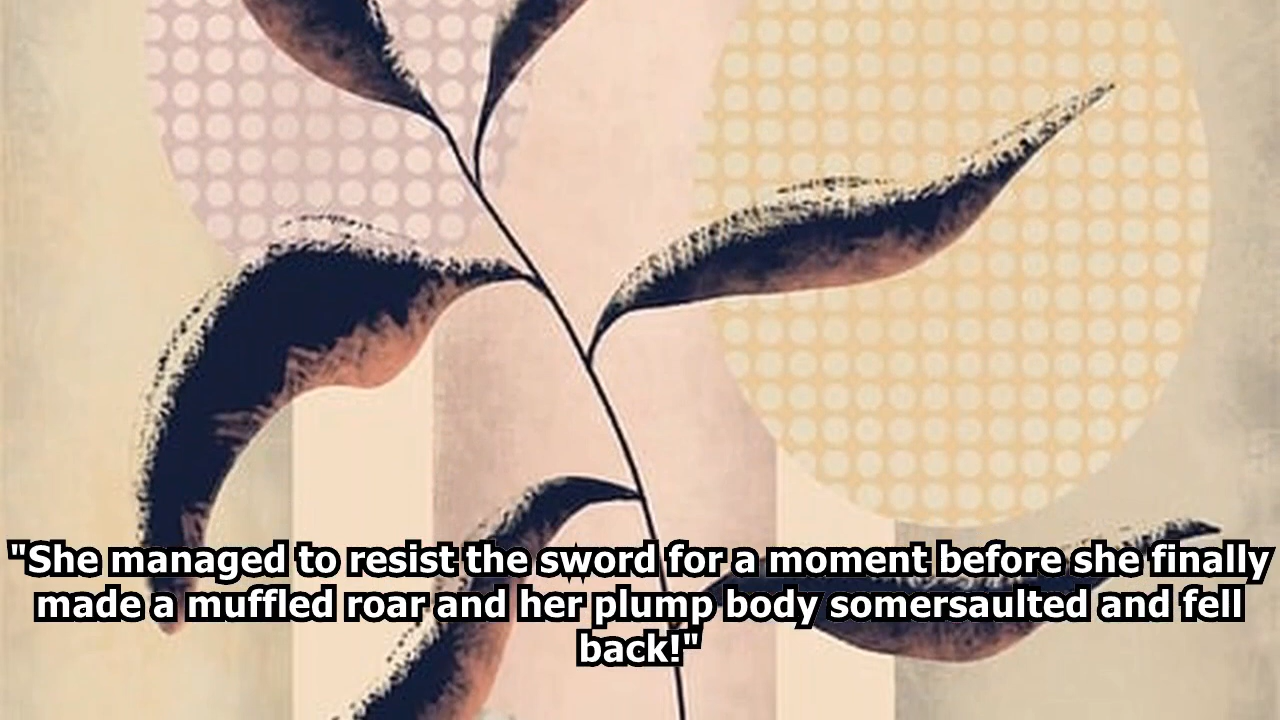 "She managed to resist the sword for a moment before she finally
made a muffled roar and her plump body somersaulted and fell
back!"